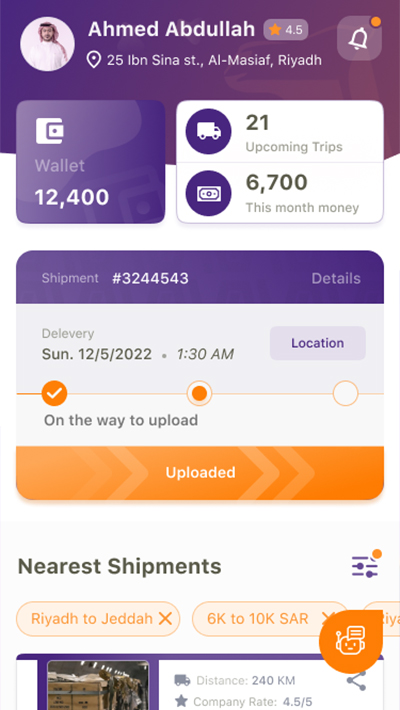 Ahmed Abdullah 4.5
25 Ibn Sina st., Al-Masiaf, Riyadh
Wallet
12,400
21
Upcoming Trips
6,700
This month money
Shipment #3244543 Details
Delevery
Sun. 12/5/2022 • 1:30 AM
Location
On the way to upload
Uploaded
Nearest Shipments
Riyadh to Jeddah 6K to 10K SAR
Distance: 240 KM
Company Rate: 4.5/5